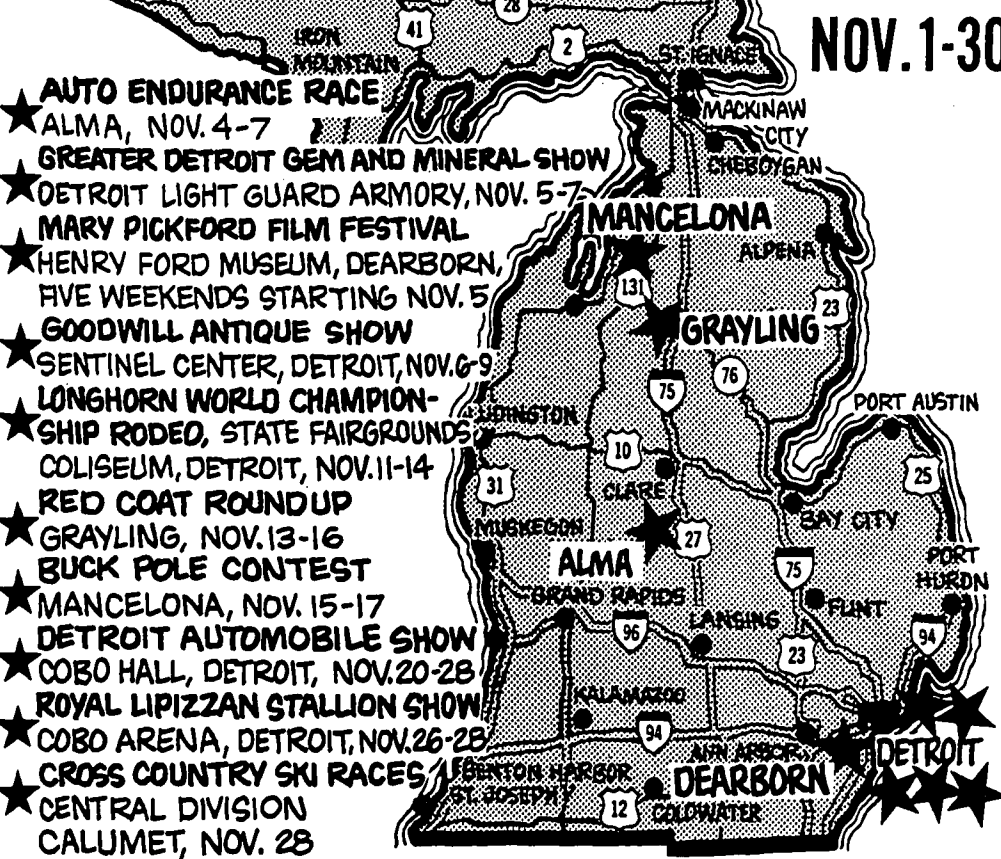 NOV. 1-30
28
41
2
IRON
MOUNTAIN
ST. IGNACE
MACKINAW
CITY
CHEBOYGAN
AUTO ENDURANCE RACE
ALMA, NOV. 4-7
GREATER DETROIT GEM AND MINERAL SHOW
DETROIT LIGHT GUARD ARMORY, NOV. 5-7
MARY PICKFORD FILM FESTIVAL
HENRY FORD MUSEUM, DEARBORN,
FIVE WEEKENDS STARTING NOV. 5
GOODWILL ANTIQUE SHOW
SENTINEL CENTER, DETROIT, NOV. 6-9
LONGHORN WORLD CHAMPION-
SHIP RODEO, STATE FAIRGROUNDS
COLISEUM, DETROIT, NOV. 11-14
RED COAT ROUNDUP
GRAYLING, NOV. 13-16
BUCK POLE CONTEST
MANCELONA, NOV. 15-17
DETROIT AUTOMOBILE SHOW
COBO HALL, DETROIT, NOV. 20-28
ROYAL LIPIZZAN STALLION SHOW
COBO ARENA, DETROIT, NOV. 26-28
CROSS COUNTRY SKI RACES
CENTRAL DIVISION
CALUMET, NOV. 28
MANCELONA
ALPENA
131
23
GRAYLING
76
75
PORT AUSTIN
LUDINGTON
10
25
31
CLARE
BAY CITY
MUSKEGON
27
ALMA
75
PORT
HURON
GRAND RAPIDS
FLINT
96
LANSING
94
23
KALAMAZOO
94
ANN ARBOR
DETROIT
BENTON HARBOR
DEARBORN
ST. JOSEPH
12
COLDWATER